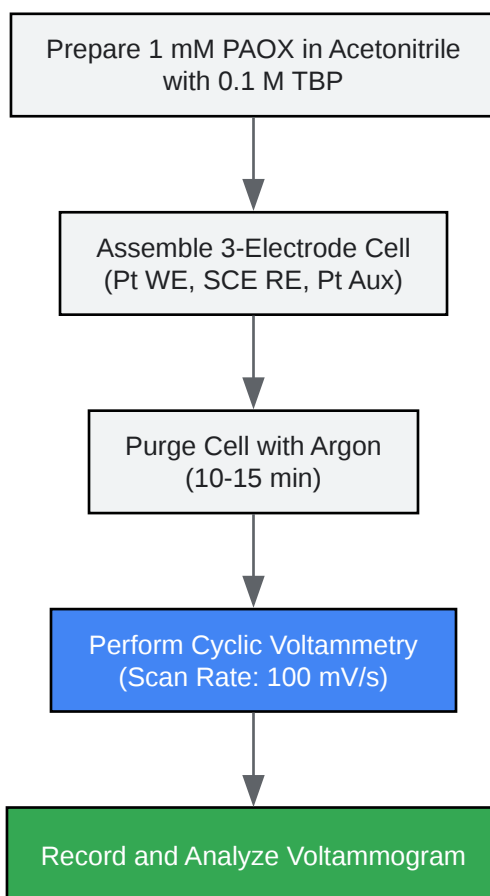 Prepare 1 mM PAOX in Acetonitrile
with 0.1 M TBP
Assemble 3-Electrode Cell
(Pt WE, SCE RE, Pt Aux)
Purge Cell with Argon
(10-15 min)
Perform Cyclic Voltammetry
(Scan Rate: 100 mV/s)
Record and Analyze Voltammogram